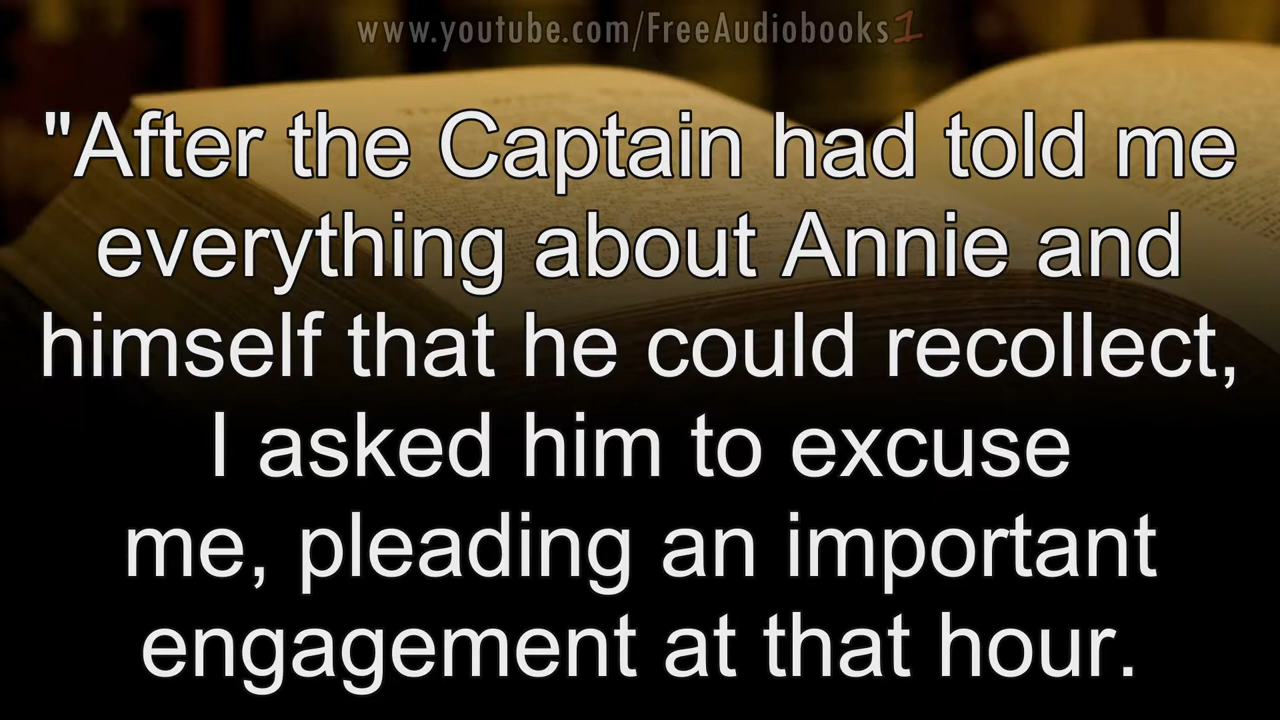 www.youtube.com/FreeAudiobooks1
"After the Captain had told me
everything about Annie and
himself that he could recollect,
I asked him to excuse
me, pleading an important
engagement at that hour.